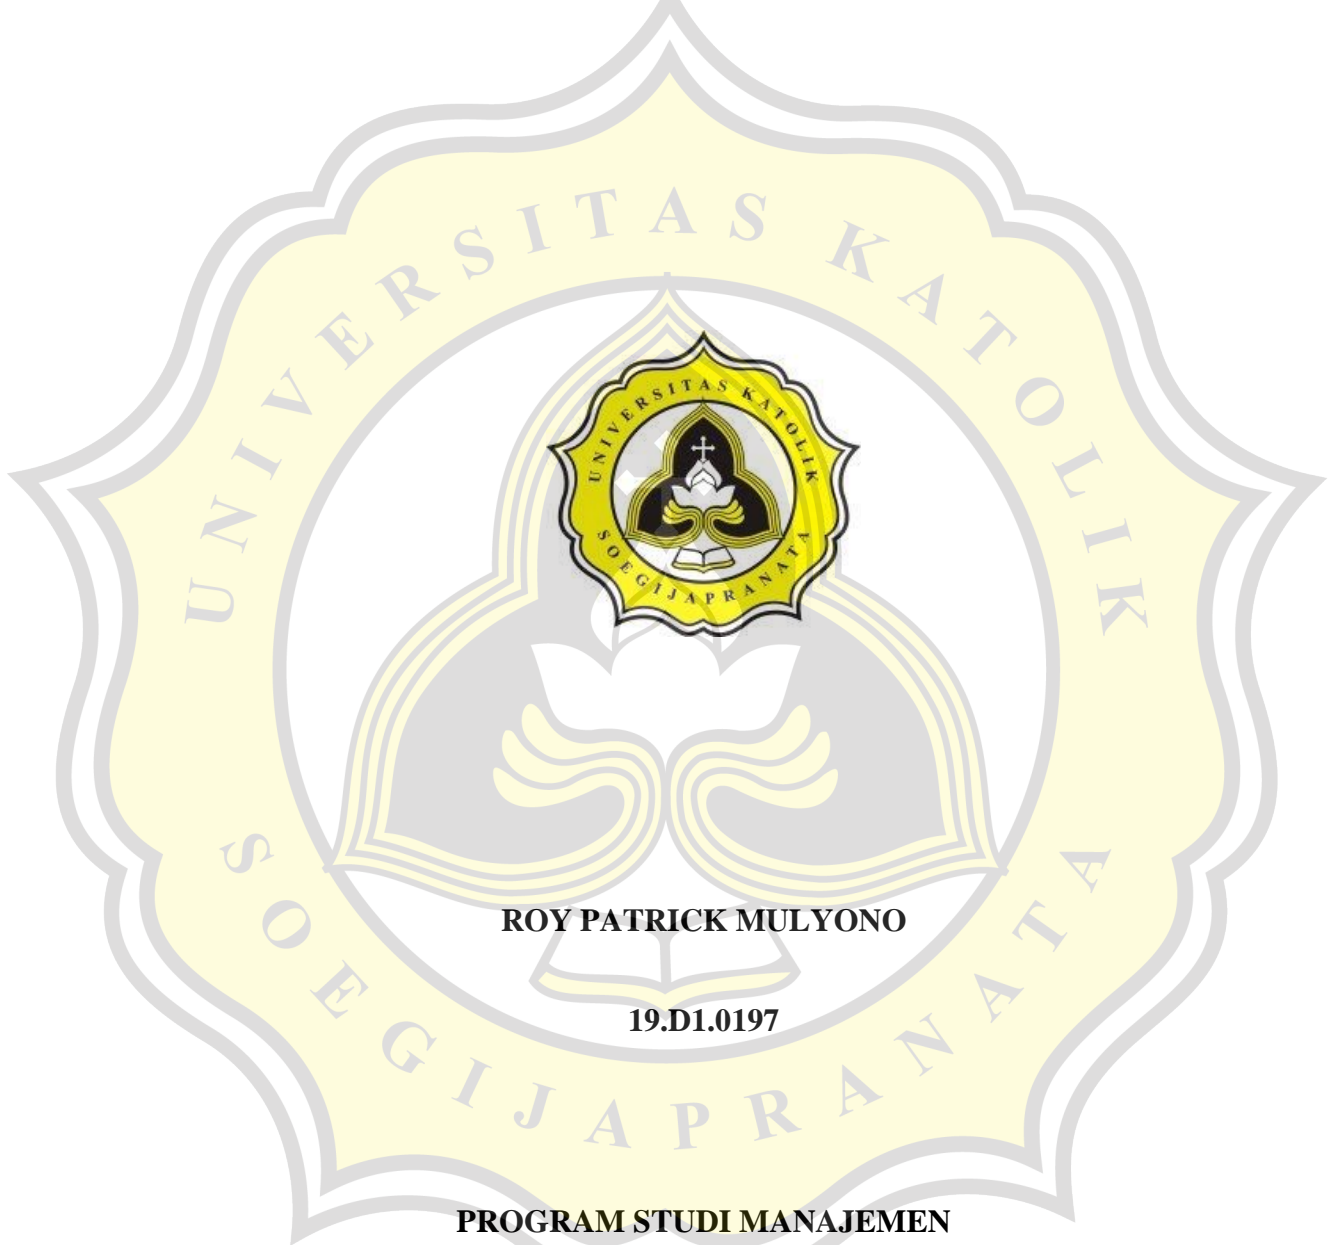 UNIVERSITAS KATOLIK
SOEGIJAPRANATA
UNIVERSITAS KATOLIK
SOEGIJAPRANATA
ROY PATRICK MULYONO
19.D1.0197
PROGRAM STUDI MANAJEMEN